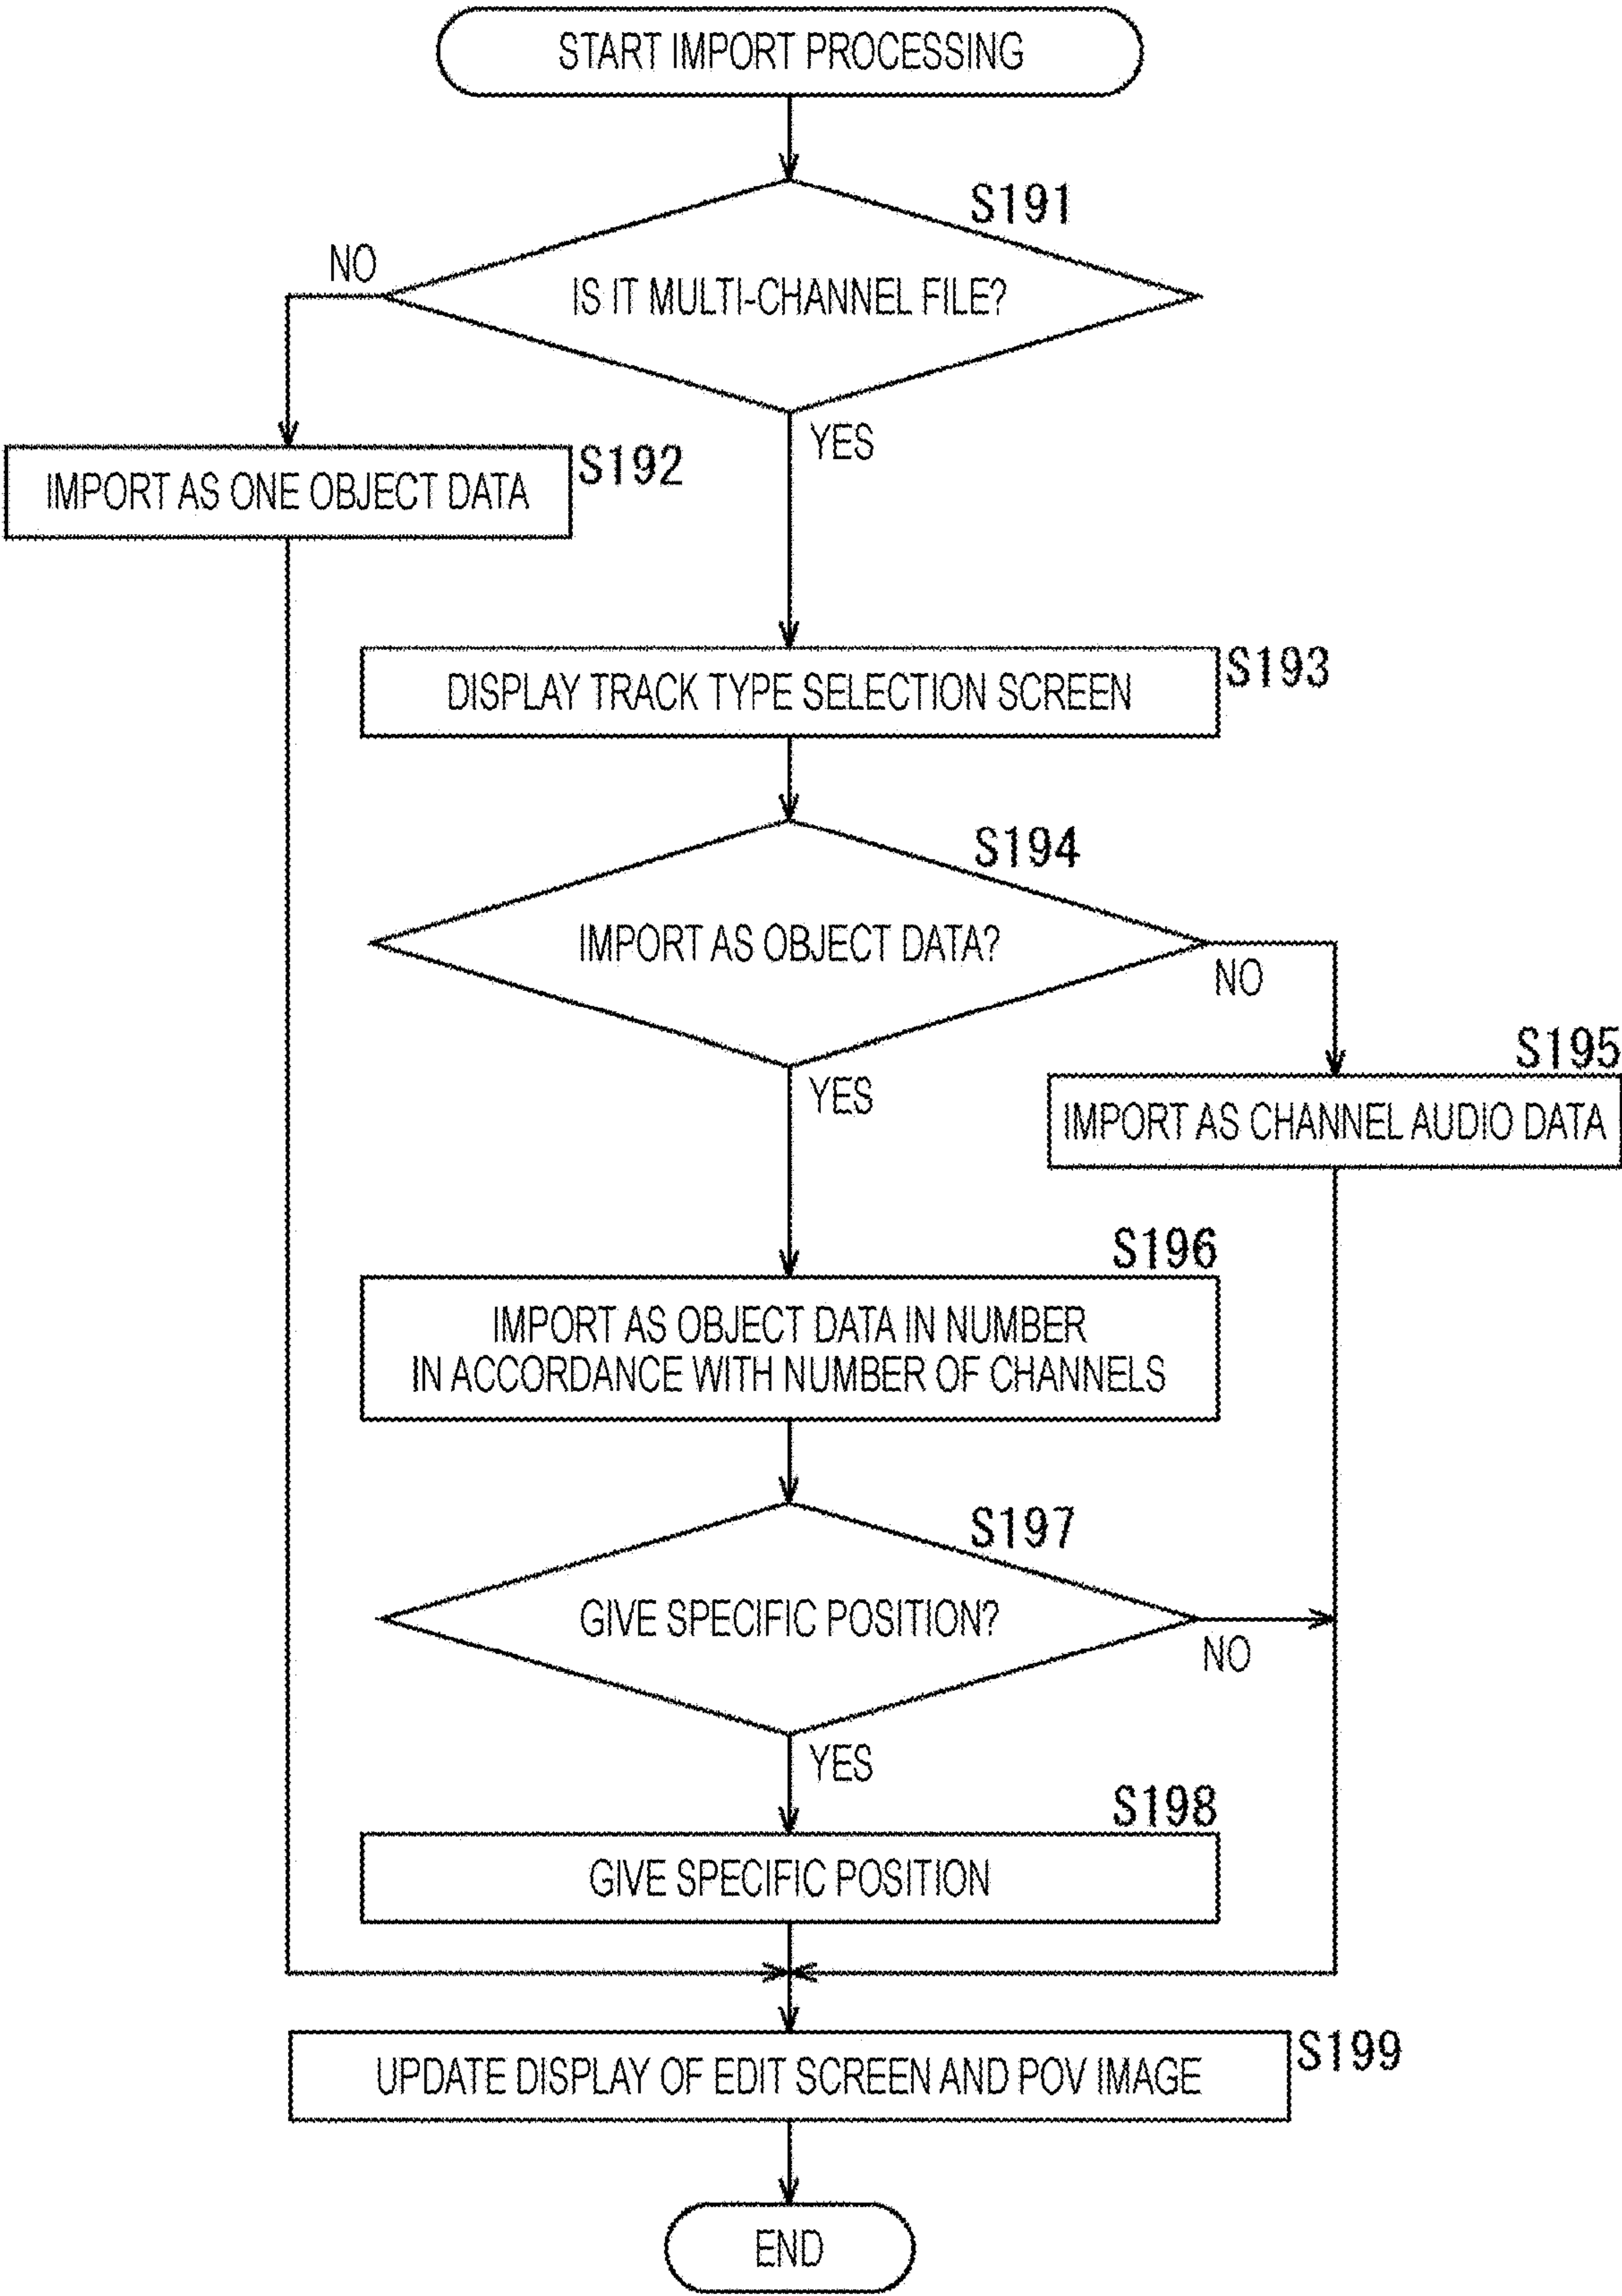 START IMPORT PROCESSING
S191
NO
IS IT MULTI-CHANNEL FILE?
YES
S192
IMPORT AS ONE OBJECT DATA
S193
DISPLAY TRACK TYPE SELECTION SCREEN
S194
IMPORT AS OBJECT DATA?
NO
S195
YES
IMPORT AS CHANNEL AUDIO DATA
S196
IMPORT AS OBJECT DATA IN NUMBER
IN ACCORDANCE WITH NUMBER OF CHANNELS
S197
GIVE SPECIFIC POSITION?
NO
YES
S198
GIVE SPECIFIC POSITION
S199
UPDATE DISPLAY OF EDIT SCREEN AND POV IMAGE
END